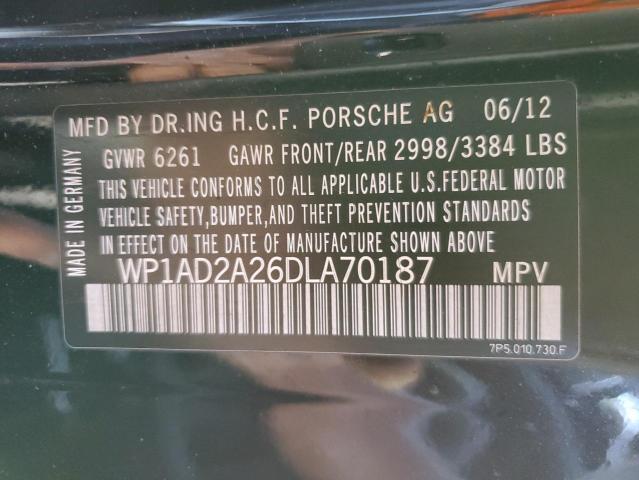 MFD BY DR.ING H.C.F. PORSCHE AG 06/12
GVWR 6261 GAWR FRONT/REAR 2998/3384 LBS
THIS VEHICLE CONFORMS TO ALL APPLICABLE U.S.FEDERAL MOTOR
VEHICLE SAFETY,BUMPER,AND THEFT PREVENTION STANDARDS
IN EFFECT ON THE DATE OF MANUFACTURE SHOWN ABOVE.
WP1AD2A26DLA70187 MPV
7P5.010.730.F
MADE IN GERMANY